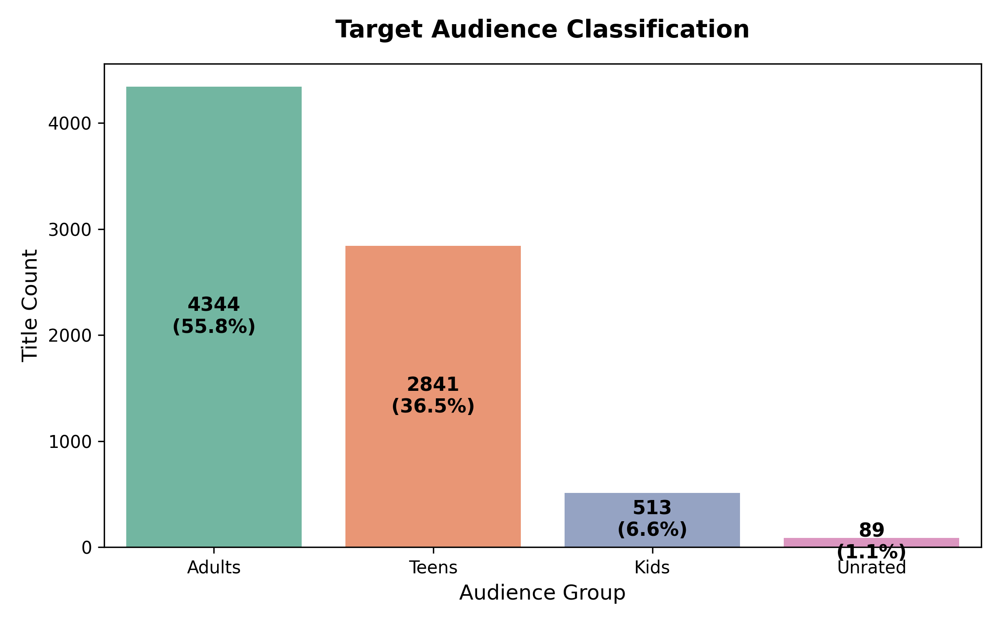 Target Audience Classification
Title Count
4000
3000
2000
1000
0
4344
(55.8%)
2841
(36.5%)
513
(6.6%)
89
(1.1%)
Adults
Teens
Kids
Unrated
Audience Group